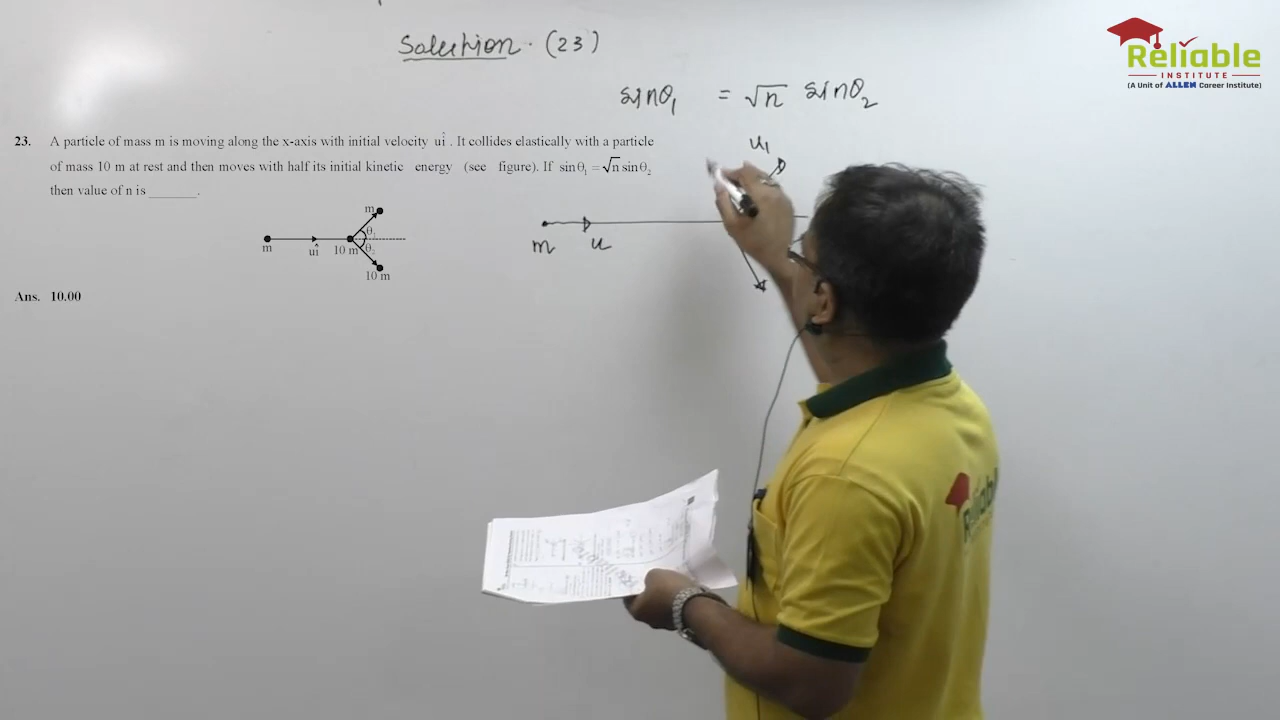 Solution. (23)
Reliable
INSTITUTE
(A Unit of ALLEN Career Institute)
sinθ₁ = √n sinθ₂
23. A particle of mass m is moving along the x-axis with initial velocity uî. It collides elastically with a particle
of mass 10 m at rest and then moves with half its initial kinetic energy (see figure). If sinθ₁ = √n sinθ₂
then value of n is ______.
u₁
m
θ₁
m uî 10 m θ₂
10 m
m u
Ans. 10.00